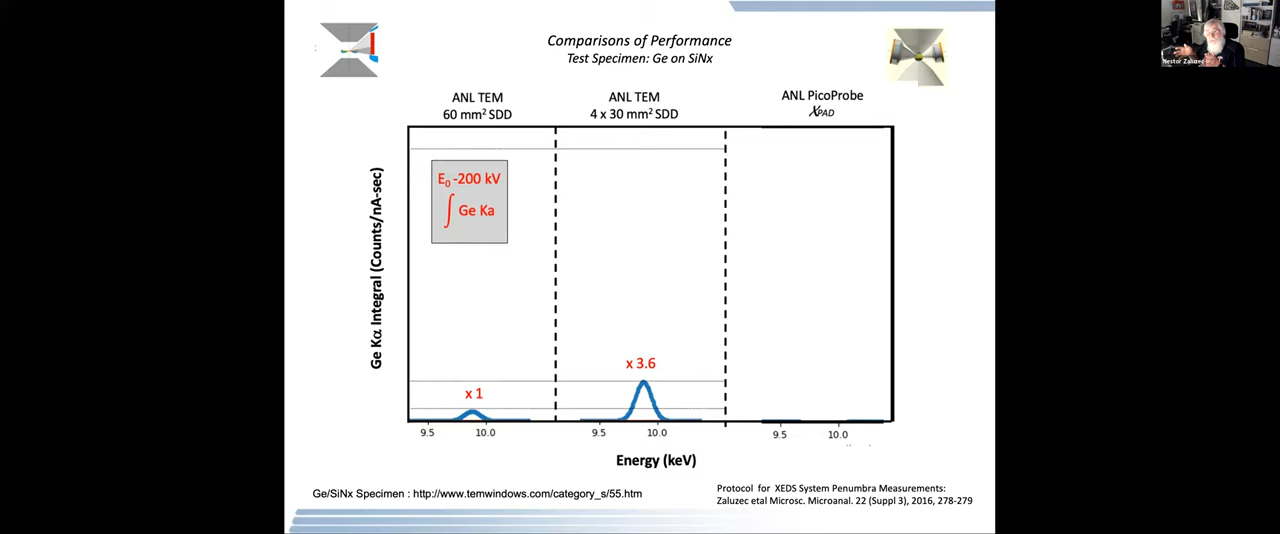 Comparisons of Performance
Test Specimen: Ge on SiNx
Nestor Zaluzec
ANL TEM
60 mm² SDD
ANL TEM
4 x 30 mm² SDD
ANL PicoProbe
XPAD
E₀ -200 kV
∫ Ge Ka
Ge Kα Integral (Counts/nA-sec)
x 1
x 3.6
9.5 10.0
9.5 10.0
9.5 10.0
Energy (keV)
Ge/SiNx Specimen : http://www.temwindows.com/category_s/55.htm
Protocol for XEDS System Penumbra Measurements:
Zaluzec etal Microsc. Microanal. 22 (Suppl 3), 2016, 278-279